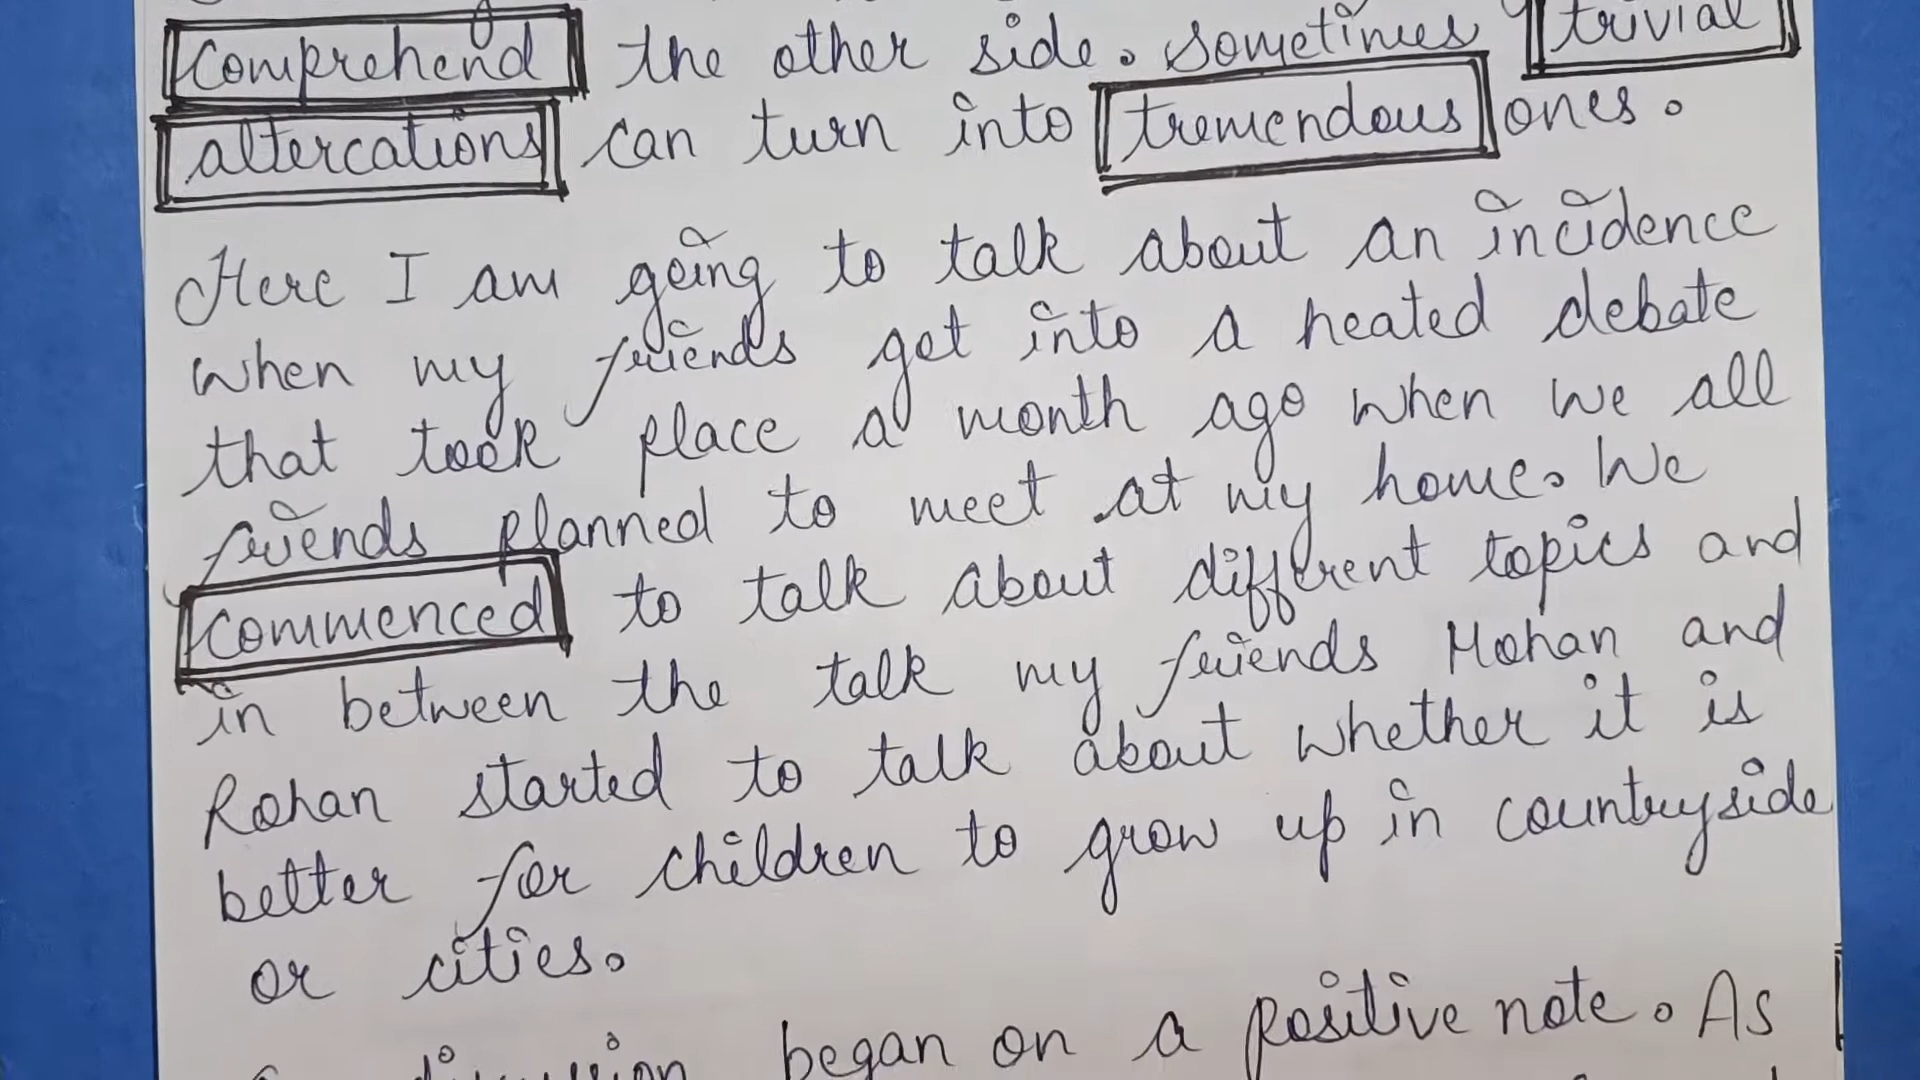 comprehend the other side. Sometimes trivial
altercations can turn into tremendous ones.
Here I am going to talk about an incidence
when my friends get into a heated debate
that took place a month ago when we all
friends planned to meet at my home. We
commenced to talk about different topics and
in between the talk my friends Mohan and
Rohan started to talk about whether it is
better for children to grow up in countryside
or cities.
discussion began on a positive note. As